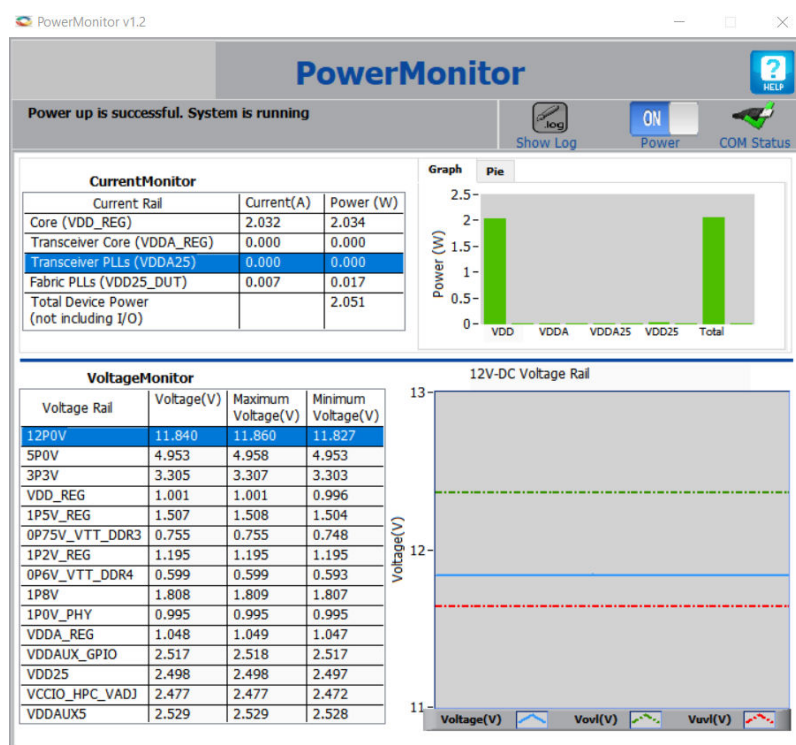 PowerMonitor v1.2
PowerMonitor
HELP
Power up is successful. System is running
.log
Show Log
ON
Power
COM Status
CurrentMonitor
Current Rail Current(A) Power (W)
Core (VDD_REG) 2.032 2.034
Transceiver Core (VDDA_REG) 0.000 0.000
Transceiver PLLs (VDDA25) 0.000 0.000
Fabric PLLs (VDD25_DUT) 0.007 0.017
Total Device Power 2.051
(not including I/O)
Graph Pie
Power (W)
2.5
2
1.5
1
0.5
0
VDD VDDA VDDA25 VDD25 Total
VoltageMonitor
Voltage Rail Voltage(V) Maximum Voltage(V) Minimum Voltage(V)
12P0V 11.840 11.860 11.827
5P0V 4.953 4.958 4.953
3P3V 3.305 3.307 3.303
VDD_REG 1.001 1.001 0.996
1P5V_REG 1.507 1.508 1.504
0P75V_VTT_DDR3 0.755 0.755 0.748
1P2V_REG 1.195 1.195 1.195
0P6V_VTT_DDR4 0.599 0.599 0.593
1P8V 1.808 1.809 1.807
1P0V_PHY 0.995 0.995 0.995
VDDA_REG 1.048 1.049 1.047
VDDAUX_GPIO 2.517 2.518 2.517
VDD25 2.498 2.498 2.497
VCCIO_HPC_VADJ 2.477 2.477 2.472
VDDAUX5 2.529 2.529 2.528
12V-DC Voltage Rail
Voltage(V)
13
12
11
Voltage(V) Vovl(V) Vuvl(V)